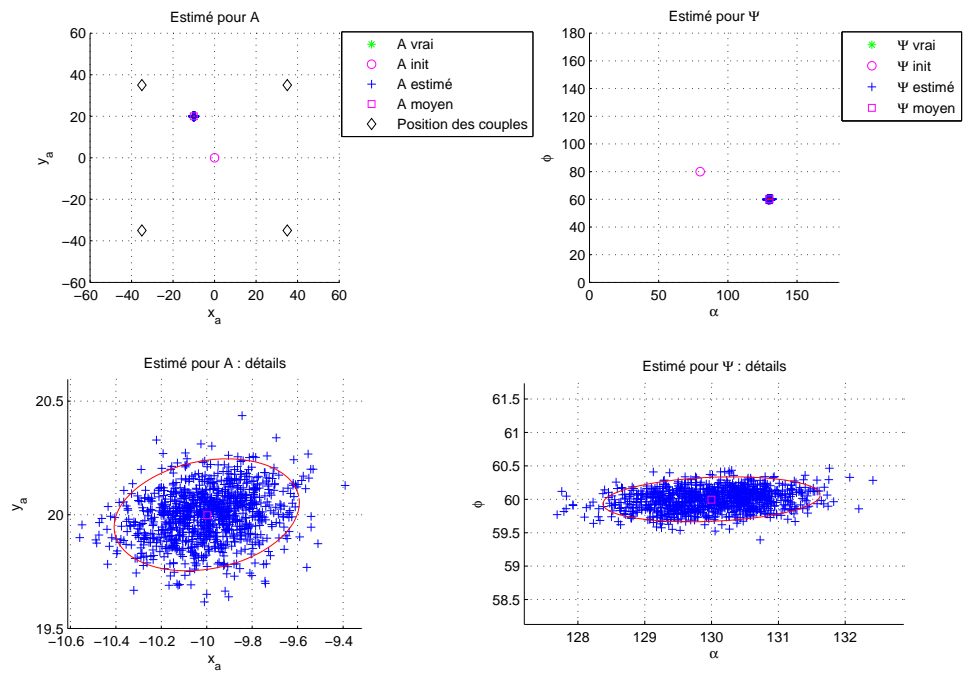 Estimé pour A
60
40
20
0
−20
−40
−60
−60
−40
−20
0
20
40
60
y_a
x_a
A vrai
A init
A estimé
A moyen
Position des couples
Estimé pour Ψ
180
160
140
120
100
80
60
40
20
0
0
50
100
150
ϕ
α
Ψ vrai
Ψ init
Ψ estimé
Ψ moyen
Estimé pour A : détails
20.5
20
19.5
−10.6
−10.4
−10.2
−10
−9.8
−9.6
−9.4
y_a
x_a
Estimé pour Ψ : détails
61.5
61
60.5
60
59.5
59
58.5
128
129
130
131
132
ϕ
α